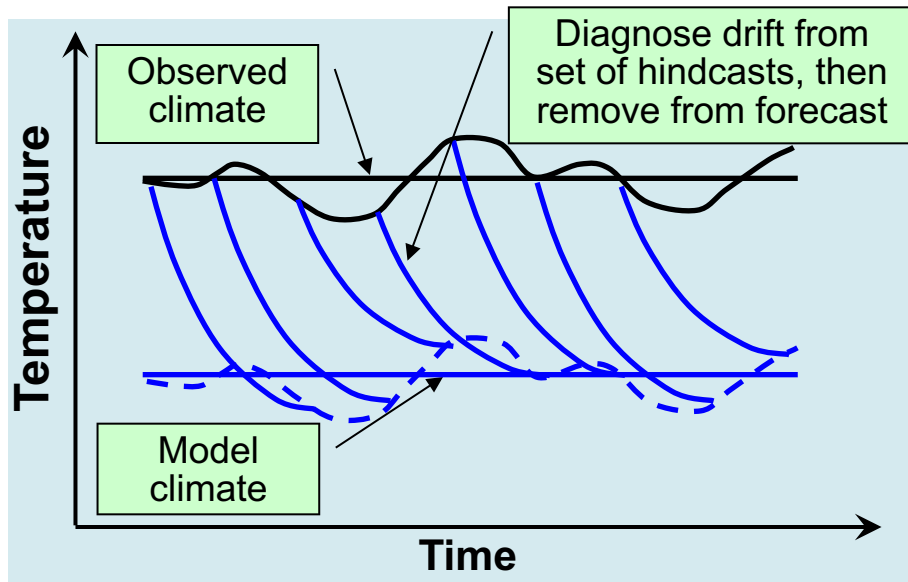 Observed
climate
Diagnose drift from
set of hindcasts, then
remove from forecast
Temperature
Model
climate
Time